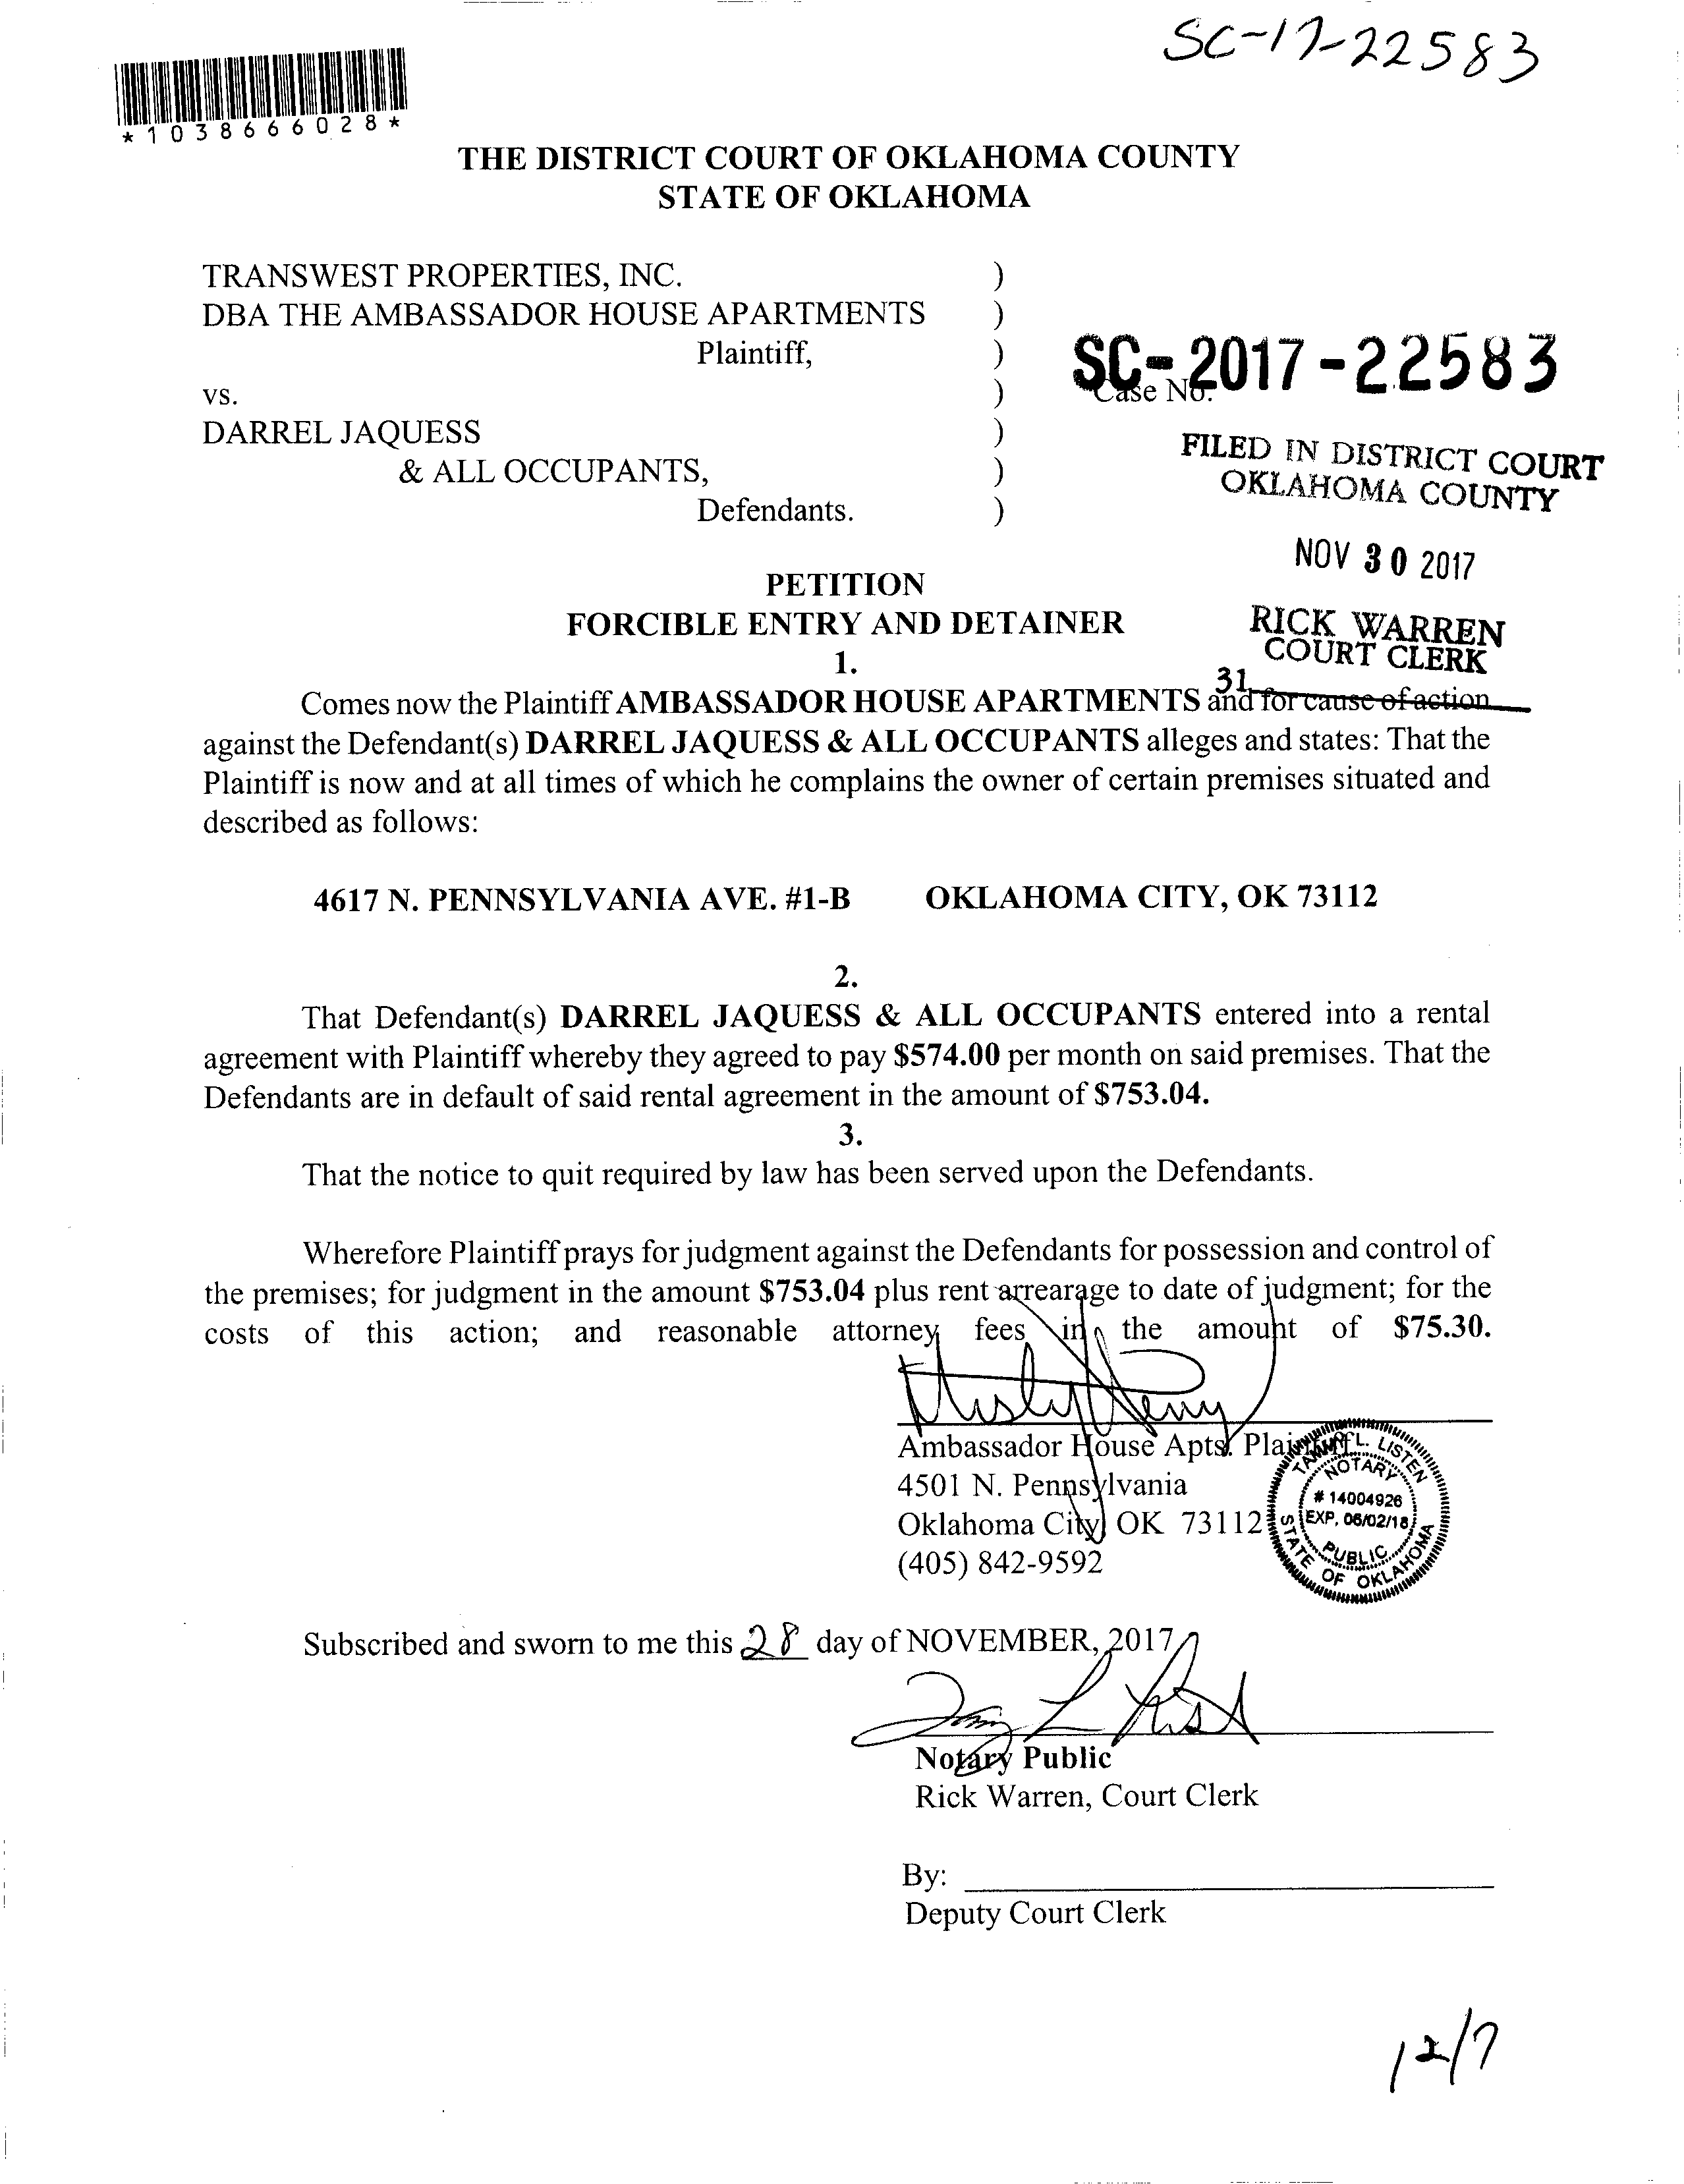 SC-17-22583
*1038666028*
THE DISTRICT COURT OF OKLAHOMA COUNTY
STATE OF OKLAHOMA
TRANSWEST PROPERTIES, INC. )
DBA THE AMBASSADOR HOUSE APARTMENTS )
Plaintiff, )
vs. )
DARREL JAQUESS )
& ALL OCCUPANTS, )
Defendants. )
SC-2017-22583
Case No.
FILED IN DISTRICT COURT
OKLAHOMA COUNTY
NOV 30 2017
RICK WARREN
COURT CLERK
31
PETITION
FORCIBLE ENTRY AND DETAINER
1.
Comes now the Plaintiff AMBASSADOR HOUSE APARTMENTS and for cause of action
against the Defendant(s) DARREL JAQUESS & ALL OCCUPANTS alleges and states: That the
Plaintiff is now and at all times of which he complains the owner of certain premises situated and
described as follows:
4617 N. PENNSYLVANIA AVE. #1-B OKLAHOMA CITY, OK 73112
2.
That Defendant(s) DARREL JAQUESS & ALL OCCUPANTS entered into a rental
agreement with Plaintiff whereby they agreed to pay $574.00 per month on said premises. That the
Defendants are in default of said rental agreement in the amount of $753.04.
3.
That the notice to quit required by law has been served upon the Defendants.
Wherefore Plaintiff prays for judgment against the Defendants for possession and control of
the premises; for judgment in the amount $753.04 plus rent arrearage to date of judgment; for the
costs of this action; and reasonable attorney fees in the amount of $75.30.
Ambassador House Apts. Plaintiff
4501 N. Pennsylvania
Oklahoma City, OK 73112
(405) 842-9592
L. LISTEN
NOTARY
# 14004926
EXP. 06/02/18
PUBLIC
STATE OF OKLAHOMA
Subscribed and sworn to me this 28 day of NOVEMBER, 2017
Notary Public
Rick Warren, Court Clerk
By:
Deputy Court Clerk
12/7